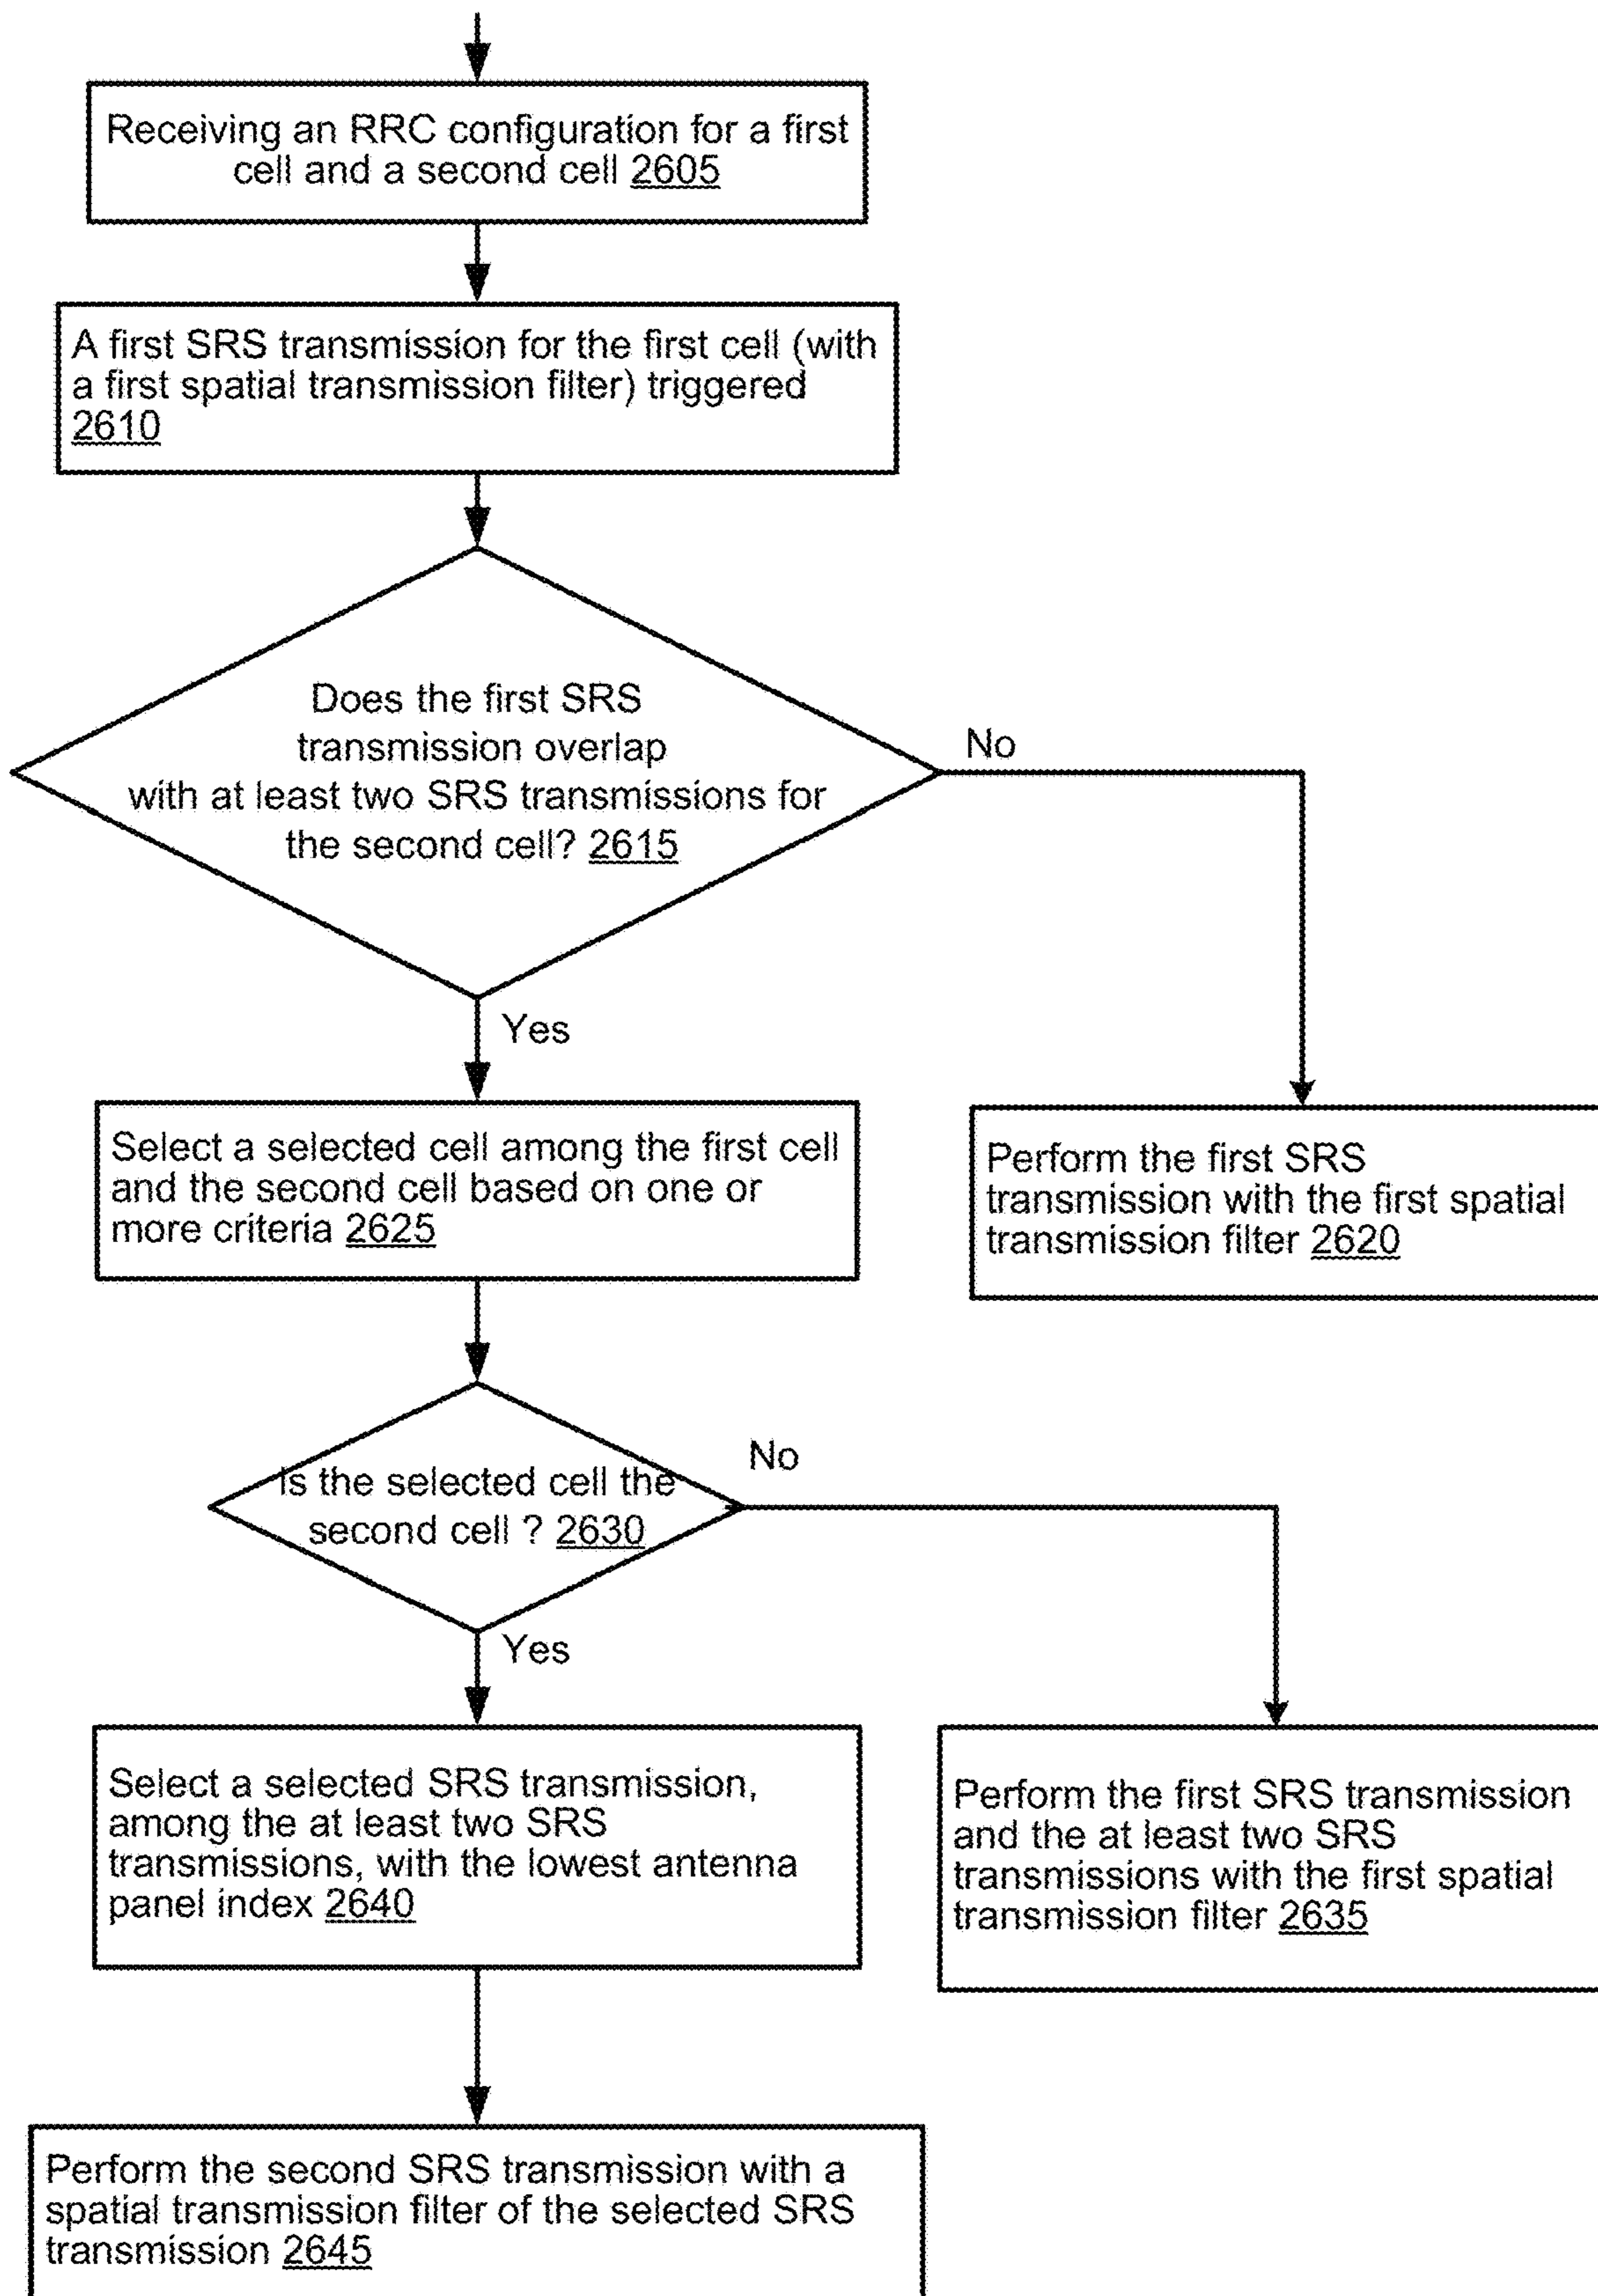 Receiving an RRC configuration for a first
cell and a second cell 2605
A first SRS transmission for the first cell (with
a first spatial transmission filter) triggered
2610
Does the first SRS
transmission overlap
with at least two SRS transmissions for
the second cell? 2615
No
Yes
Select a selected cell among the first cell
and the second cell based on one or
more criteria 2625
Perform the first SRS
transmission with the first spatial
transmission filter 2620
Is the selected cell the
second cell ? 2630
No
Yes
Select a selected SRS transmission,
among the at least two SRS
transmissions, with the lowest antenna
panel index 2640
Perform the first SRS transmission
and the at least two SRS
transmissions with the first spatial
transmission filter 2635
Perform the second SRS transmission with a
spatial transmission filter of the selected SRS
transmission 2645